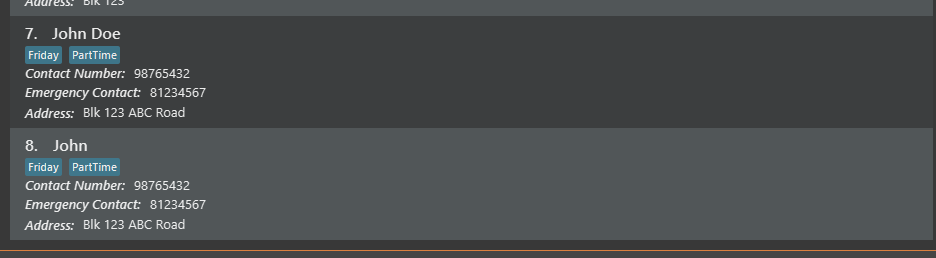 Address: Blk 123
7. John Doe
Friday PartTime
Contact Number: 98765432
Emergency Contact: 81234567
Address: Blk 123 ABC Road
8. John
Friday PartTime
Contact Number: 98765432
Emergency Contact: 81234567
Address: Blk 123 ABC Road